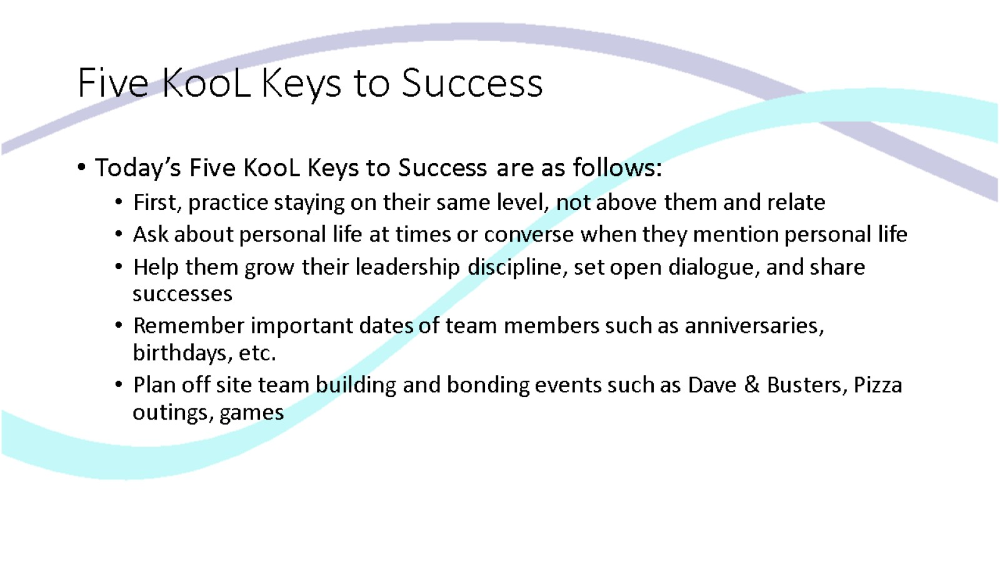 Five KooL Keys to Success
• Today’s Five KooL Keys to Success are as follows:
• First, practice staying on their same level, not above them and relate
• Ask about personal life at times or converse when they mention personal life
• Help them grow their leadership discipline, set open dialogue, and share
successes
• Remember important dates of team members such as anniversaries,
birthdays, etc.
• Plan off site team building and bonding events such as Dave & Busters, Pizza
outings, games